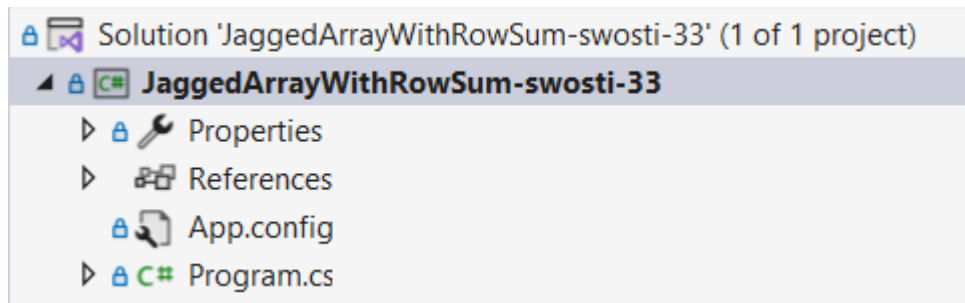 Solution 'JaggedArrayWithRowSum-swosti-33' (1 of 1 project)
C# JaggedArrayWithRowSum-swosti-33
Properties
References
App.config
C# Program.cs